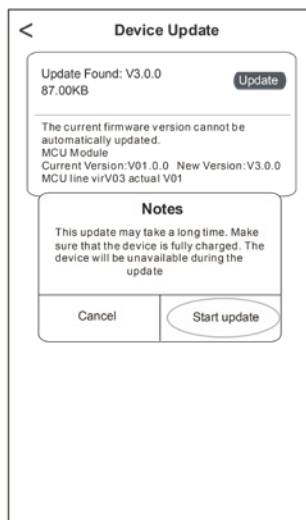 < Device Update
Update Found: V3.0.0
87.00KB
Update
The current firmware version cannot be
automatically updated.
MCU Module
Current Version:V01.0.0 New Version:V3.0.0
MCU line virV03 actual V01
Notes
This update may take a long time. Make
sure that the device is fully charged. The
device will be unavailable during the
update
Cancel
Start update